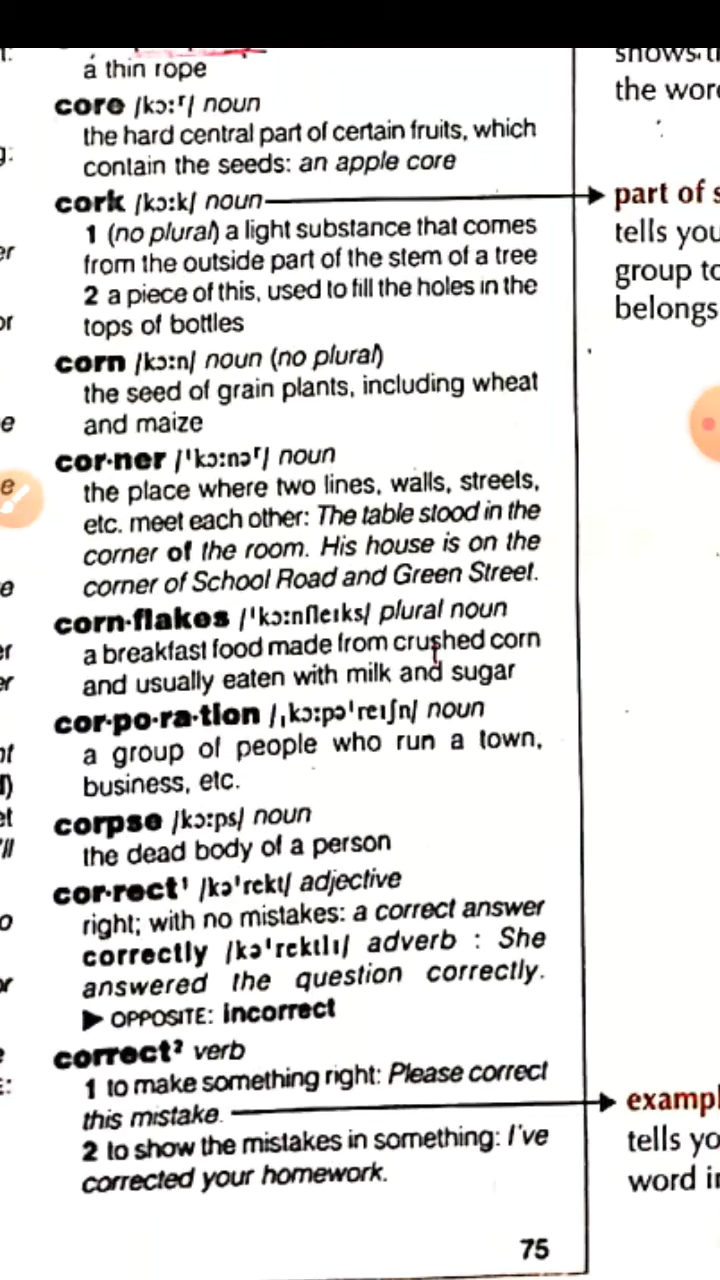 a thin rope
core /kɔːʳ/ noun
the hard central part of certain fruits, which
contain the seeds: an apple core
cork /kɔːk/ noun
1 (no plural) a light substance that comes
from the outside part of the stem of a tree
2 a piece of this, used to fill the holes in the
tops of bottles
corn /kɔːn/ noun (no plural)
the seed of grain plants, including wheat
and maize
cor·ner /ˈkɔːnəʳ/ noun
the place where two lines, walls, streets,
etc. meet each other: The table stood in the
corner of the room. His house is on the
corner of School Road and Green Street.
corn·flakes /ˈkɔːnfleɪks/ plural noun
a breakfast food made from crushed corn
and usually eaten with milk and sugar
cor·po·ra·tion /ˌkɔːpəˈreɪʃn/ noun
a group of people who run a town,
business, etc.
corpse /kɔːps/ noun
the dead body of a person
cor·rect¹ /kəˈrekt/ adjective
right; with no mistakes: a correct answer
correctly /kəˈrektlɪ/ adverb : She
answered the question correctly.
▶ OPPOSITE: incorrect
correct² verb
1 to make something right: Please correct
this mistake.
2 to show the mistakes in something: I've
corrected your homework.
75
shows
the
part of
tells you
group to
belongs
tells
word